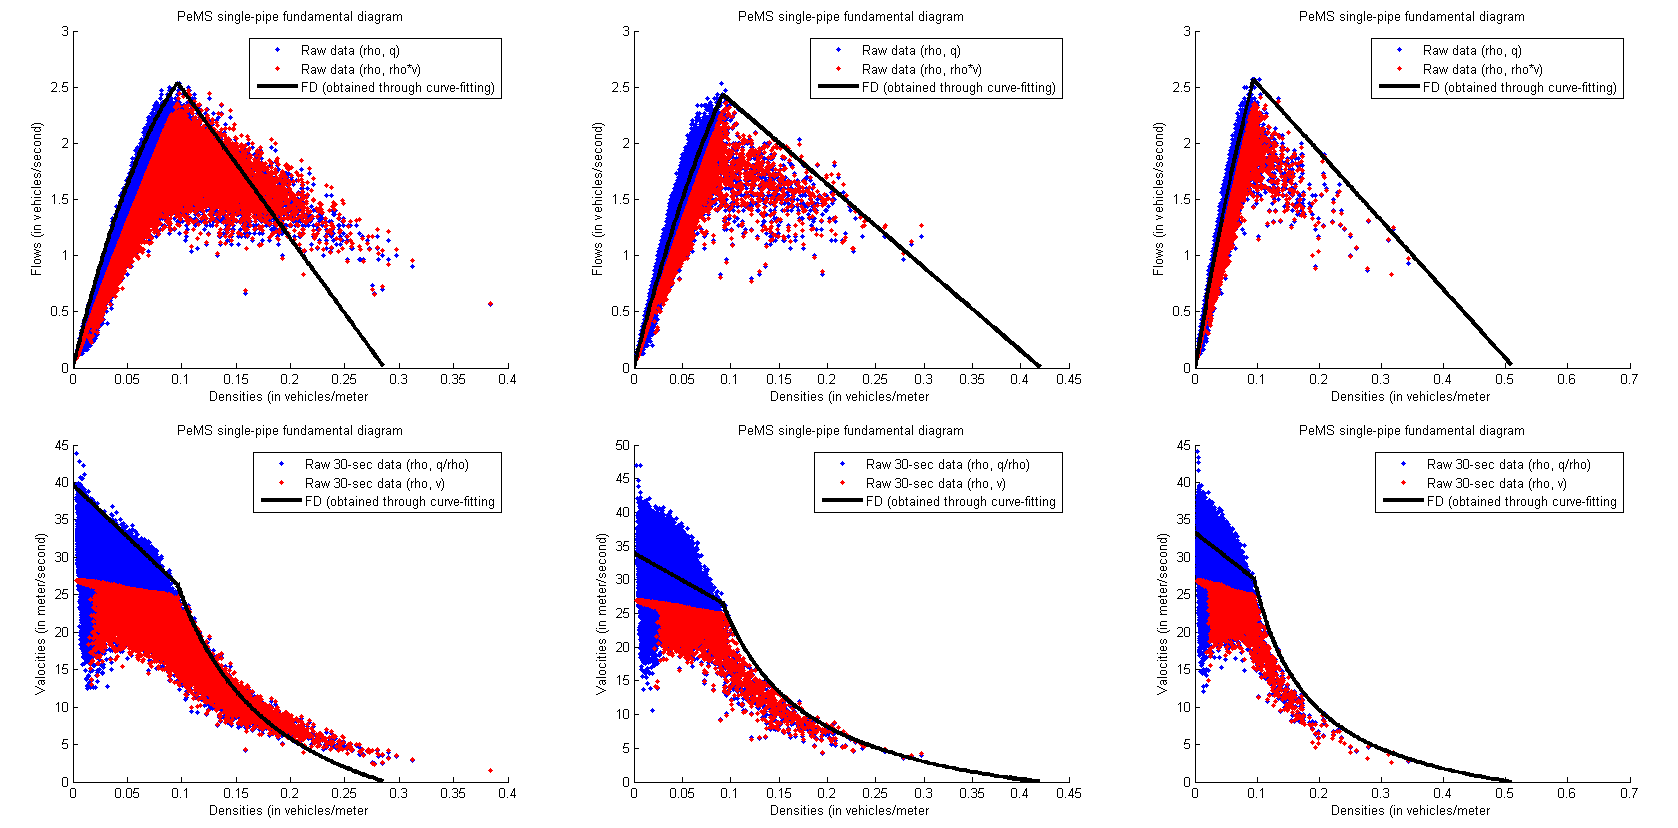 PeMS single-pipe fundamental diagram
3
2.5
2
1.5
1
0.5
0
Flows (in vehicles/second)
Raw data (rho, q)
Raw data (rho, rho*v)
FD (obtained through curve-fitting)
0 0.05 0.1 0.15 0.2 0.25 0.3 0.35 0.4
Densities (in vehicles/meter
PeMS single-pipe fundamental diagram
3
2.5
2
1.5
1
0.5
0
Flows (in vehicles/second)
Raw data (rho, q)
Raw data (rho, rho*v)
FD (obtained through curve-fitting)
0 0.05 0.1 0.15 0.2 0.25 0.3 0.35 0.4 0.45
Densities (in vehicles/meter
PeMS single-pipe fundamental diagram
3
2.5
2
1.5
1
0.5
0
Flows (in vehicles/second)
Raw data (rho, q)
Raw data (rho, rho*v)
FD (obtained through curve-fitting)
0 0.1 0.2 0.3 0.4 0.5 0.6 0.7
Densities (in vehicles/meter
PeMS single-pipe fundamental diagram
45
40
35
30
25
20
15
10
5
0
Valocities (in meter/second)
Raw 30-sec data (rho, q/rho)
Raw 30-sec data (rho, v)
FD (obtained through curve-fitting
0 0.05 0.1 0.15 0.2 0.25 0.3 0.35 0.4
Densities (in vehicles/meter
PeMS single-pipe fundamental diagram
50
45
40
35
30
25
20
15
10
5
0
Valocities (in meter/second)
Raw 30-sec data (rho, q/rho)
Raw 30-sec data (rho, v)
FD (obtained through curve-fitting
0 0.05 0.1 0.15 0.2 0.25 0.3 0.35 0.4 0.45
Densities (in vehicles/meter
PeMS single-pipe fundamental diagram
45
40
35
30
25
20
15
10
5
0
Valocities (in meter/second)
Raw 30-sec data (rho, q/rho)
Raw 30-sec data (rho, v)
FD (obtained through curve-fitting
0 0.1 0.2 0.3 0.4 0.5 0.6 0.7
Densities (in vehicles/meter